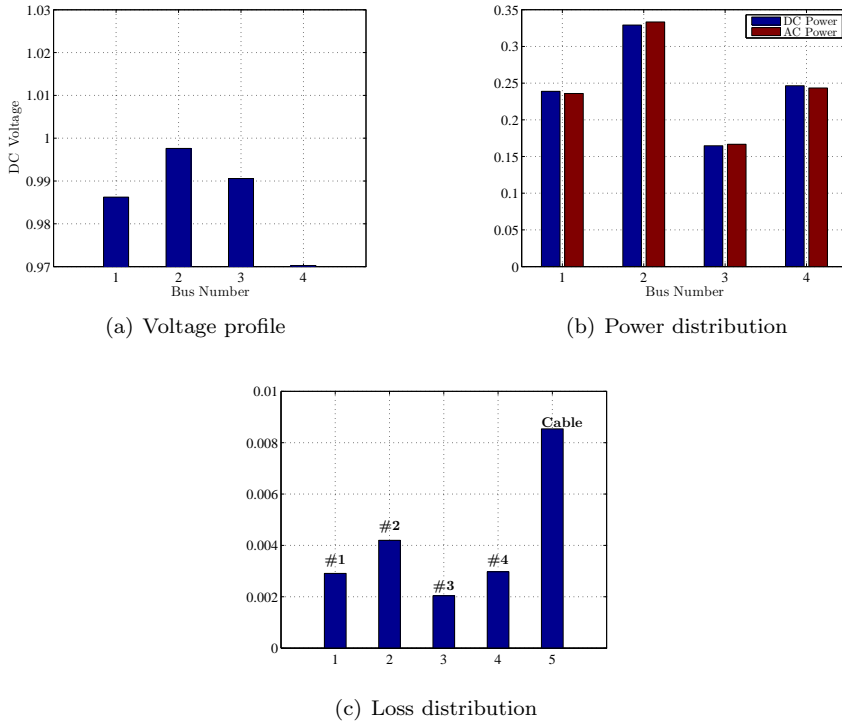 1.03
1.02
1.01
1
0.99
0.98
0.97
DC Voltage
1 2 3 4
Bus Number
(a) Voltage profile
0.35
0.3
0.25
0.2
0.15
0.1
0.05
0
DC Power
AC Power
1 2 3 4
Bus Number
(b) Power distribution
0.01
0.008
0.006
0.004
0.002
0
#1
#2
#3
#4
Cable
1 2 3 4 5
(c) Loss distribution